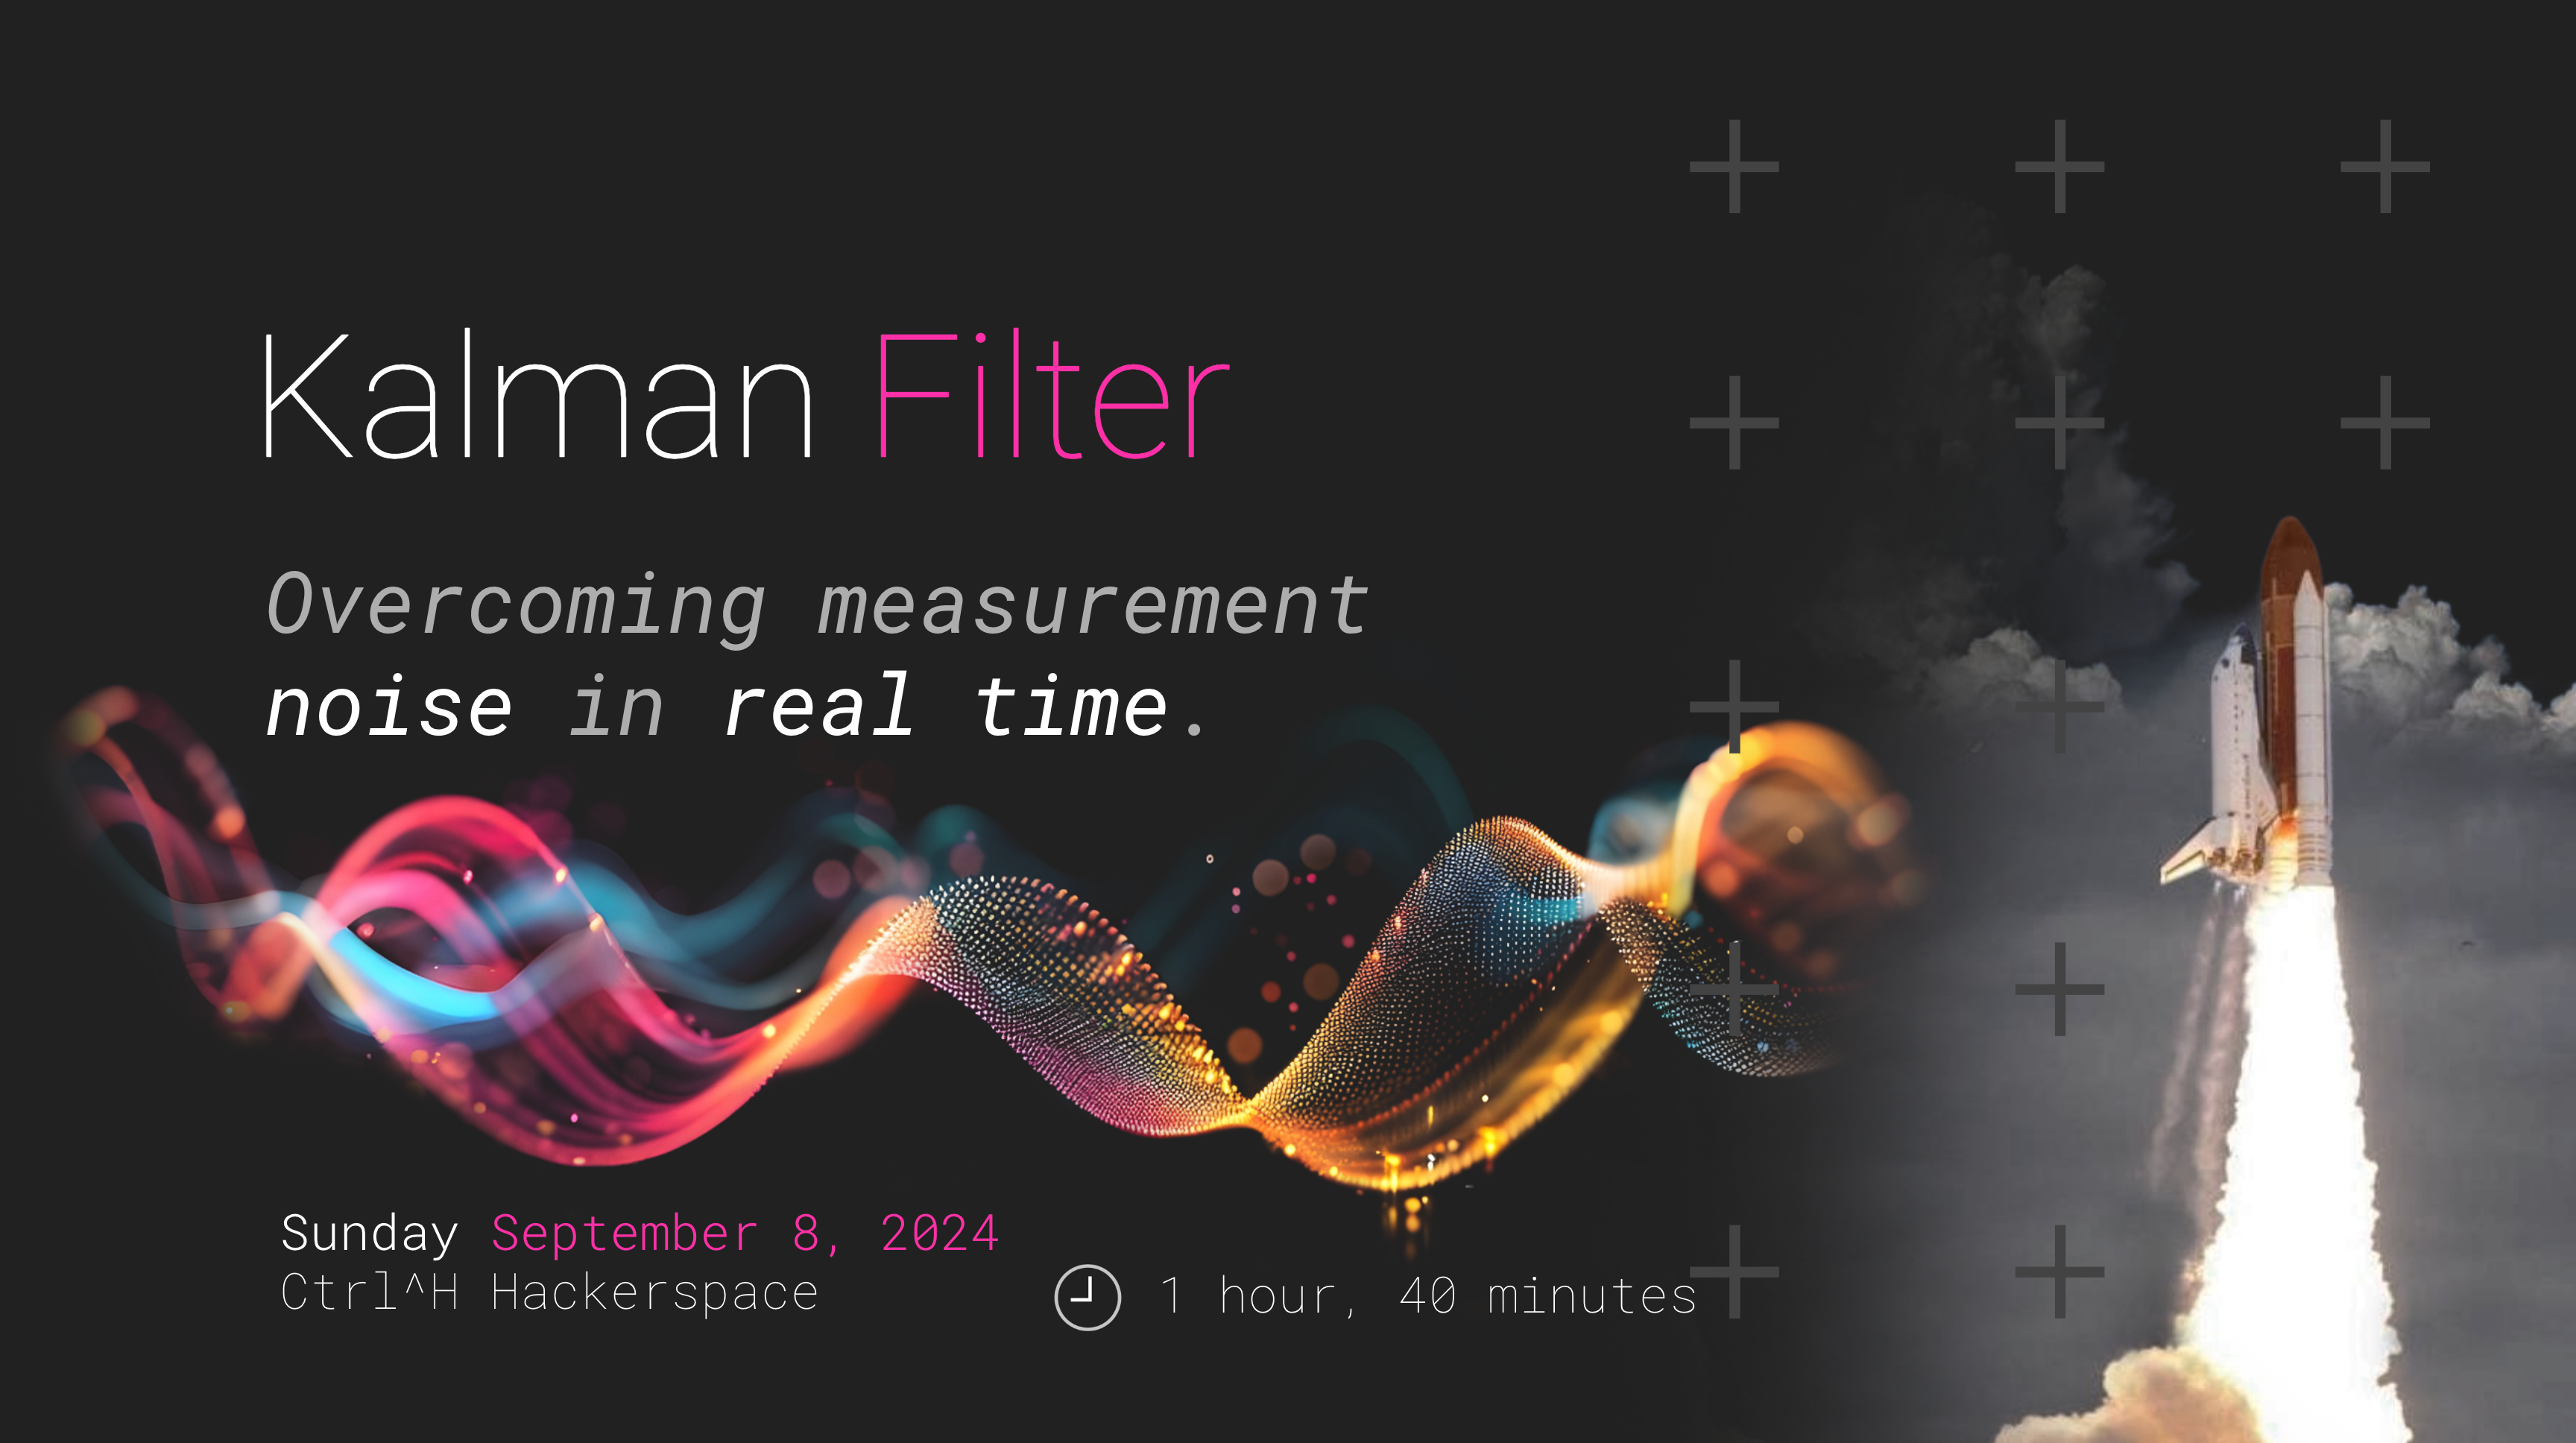 Kalman Filter
Overcoming measurement
noise in real time.
Sunday September 8, 2024
Ctrl^H Hackerspace
1 hour, 40 minutes